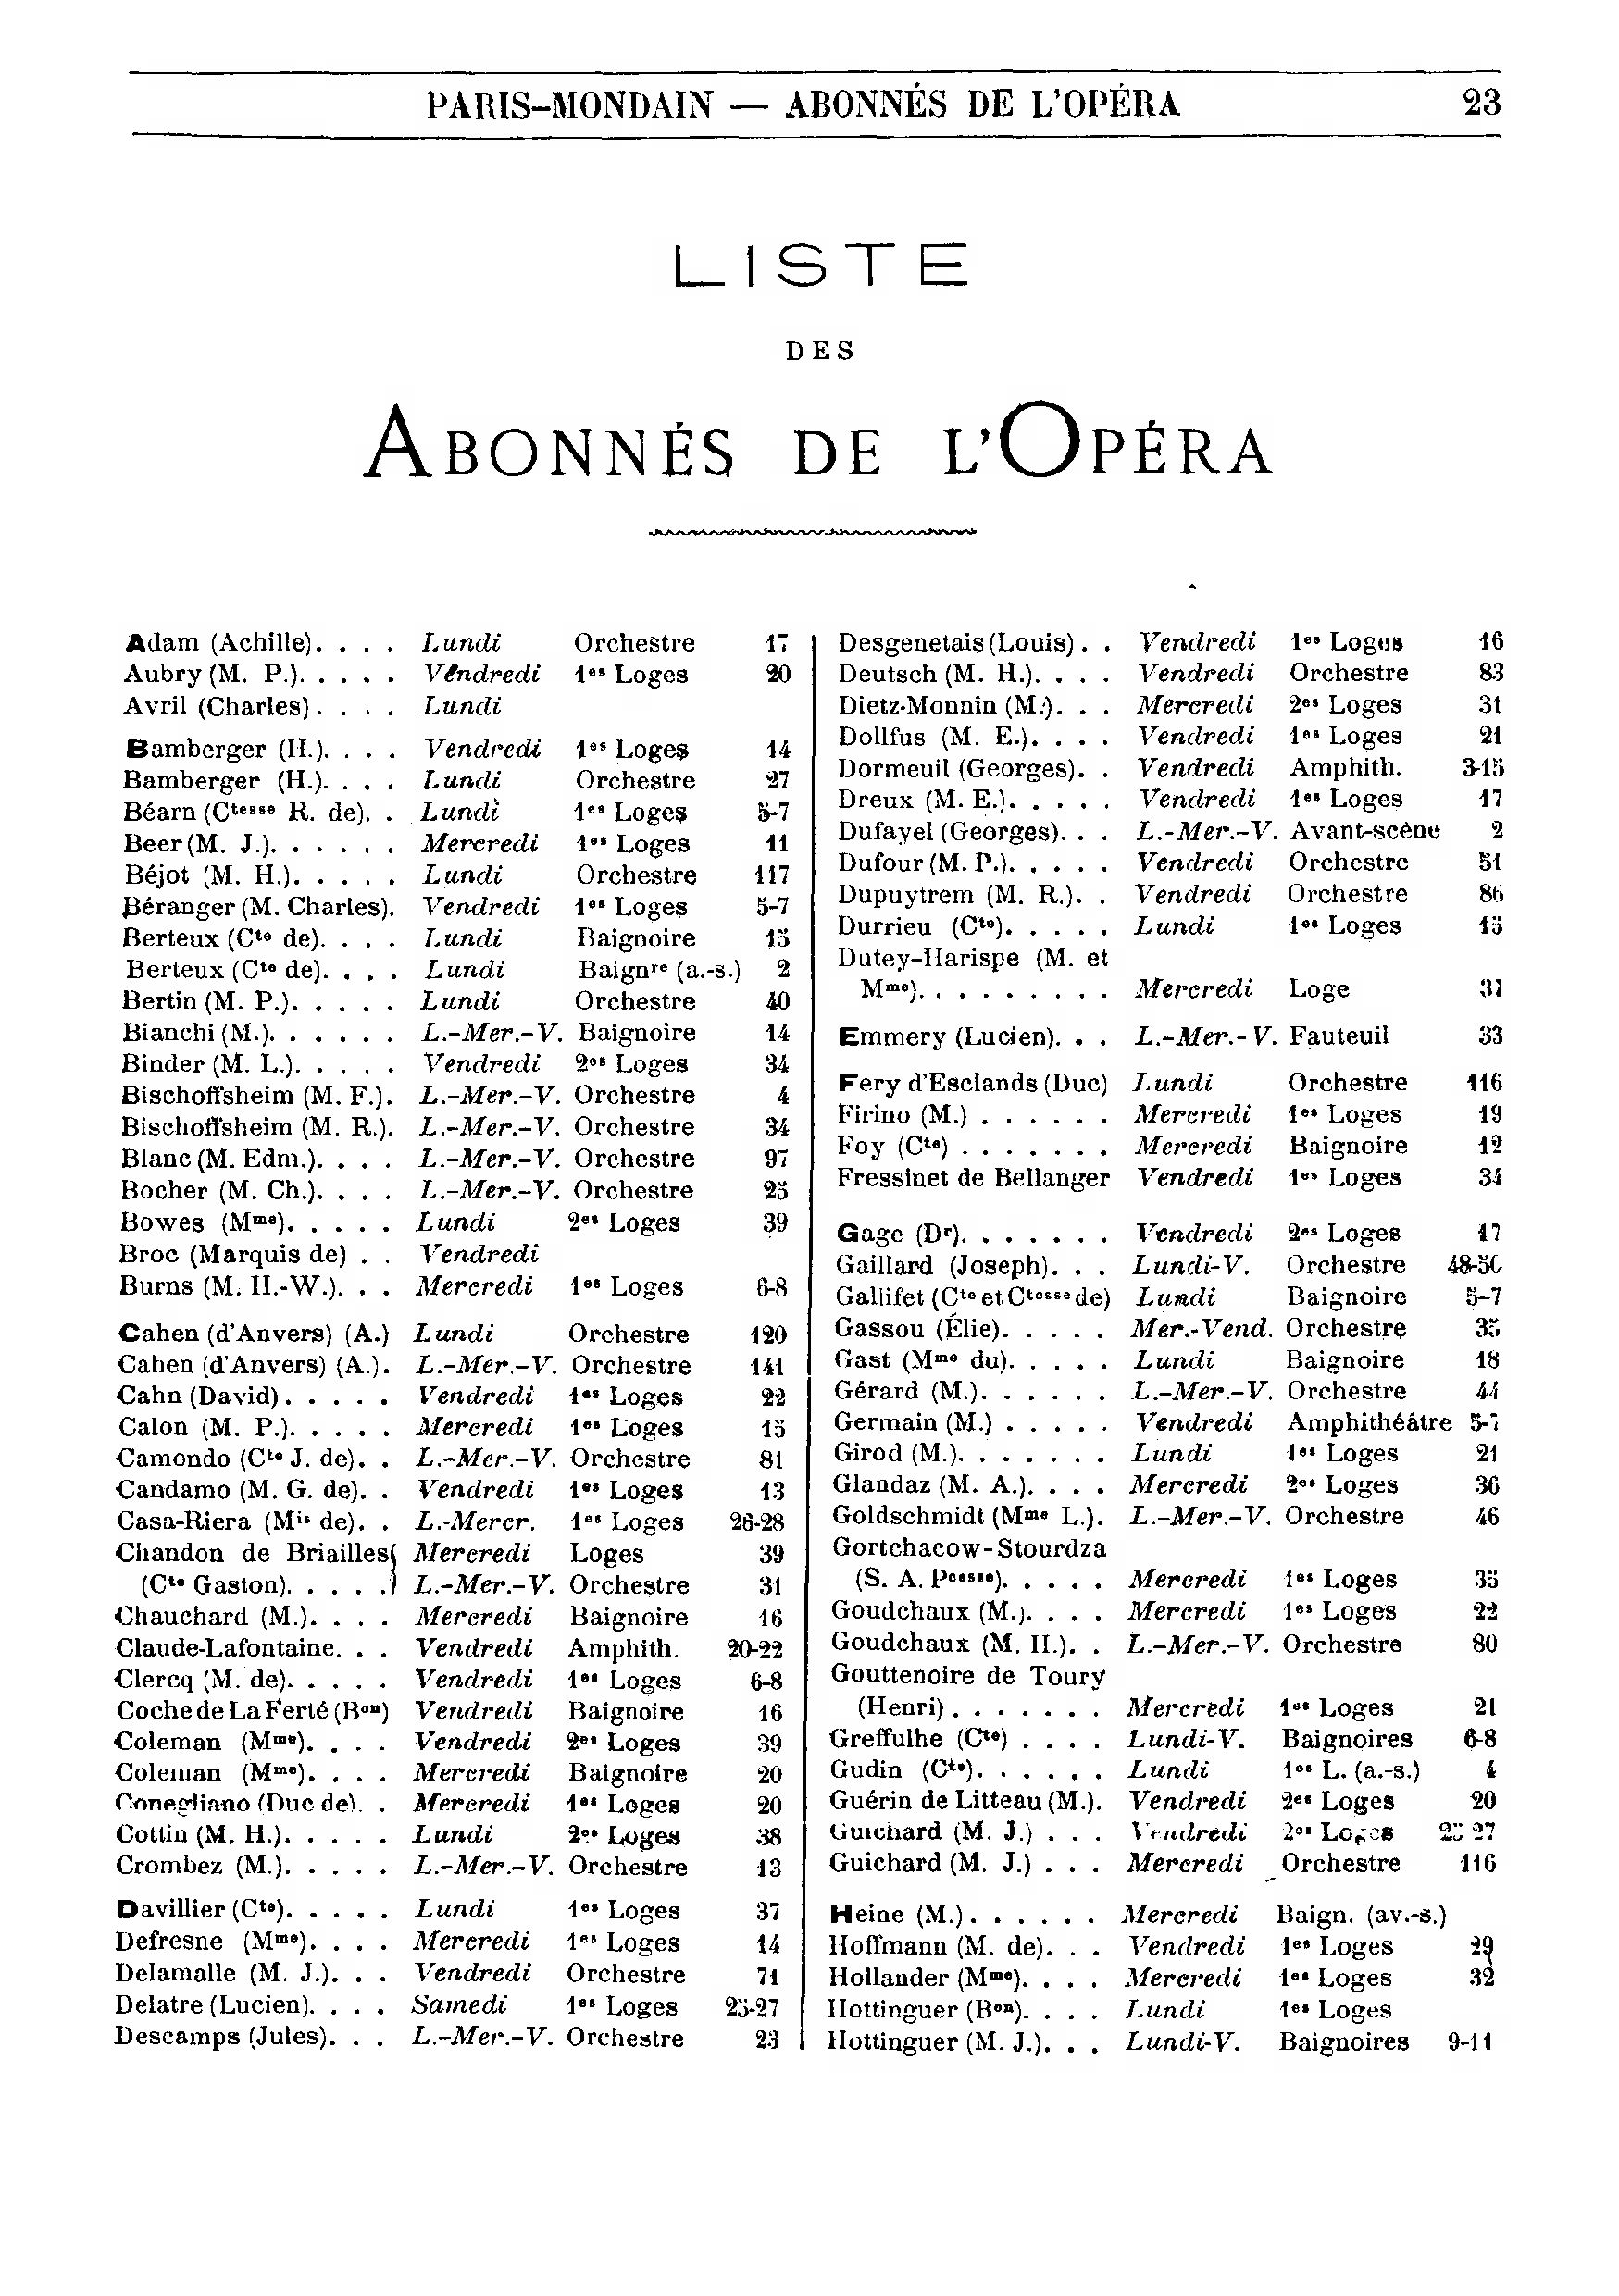 PARIS-MONDAIN — ABONNÉS DE L'OPÉRA 23
LISTE
DES
ABONNÉS DE L'OPÉRA
Adam (Achille). . . . Lundi Orchestre 17
Aubry (M. P.). . . . . Vendredi 1es Loges 20
Avril (Charles). . . . Lundi
Bamberger (H.). . . . Vendredi 1es Loges 14
Bamberger (H.). . . . Lundi Orchestre 27
Béarn (Ctesse R. de). . Lundi 1es Loges 5-7
Beer (M. J.). . . . . . Mercredi 1es Loges 11
Béjot (M. H.). . . . . Lundi Orchestre 117
Béranger (M. Charles). Vendredi 1es Loges 5-7
Berteux (Cte de). . . . Lundi Baignoire 15
Berteux (Cte de). . . . Lundi Baignre (a.-s.) 2
Bertin (M. P.). . . . . Lundi Orchestre 40
Bianchi (M.). . . . . . L.-Mer.-V. Baignoire 14
Binder (M. L.). . . . . Vendredi 2es Loges 34
Bischoffsheim (M. F.). L.-Mer.-V. Orchestre 4
Bischoffsheim (M. R.). L.-Mer.-V. Orchestre 34
Blanc (M. Edm.). . . . L.-Mer.-V. Orchestre 97
Bocher (M. Ch.). . . . L.-Mer.-V. Orchestre 25
Bowes (Mme). . . . . Lundi 2es Loges 39
Broc (Marquis de) . . Vendredi
Burns (M. H.-W.). . . Mercredi 1es Loges 6-8
Cahen (d'Anvers) (A.) Lundi Orchestre 120
Cahen (d'Anvers) (A.). L.-Mer.-V. Orchestre 141
Cahn (David). . . . . Vendredi 1es Loges 22
Calon (M. P.). . . . . Mercredi 1es Loges 15
Camondo (Cte J. de). . L.-Mer.-V. Orchestre 81
Candamo (M. G. de). . Vendredi 1es Loges 13
Casa-Riera (Mis de). . L.-Mercr. 1es Loges 26-28
Chandon de Briailles( Mercredi Loges 39
(Cte Gaston). . . . .) L.-Mer.-V. Orchestre 31
Chauchard (M.). . . . Mercredi Baignoire 16
Claude-Lafontaine. . . Vendredi Amphith. 20-22
Clercq (M. de). . . . . Vendredi 1es Loges 6-8
Coche de La Ferté (Bon) Vendredi Baignoire 16
Coleman (Mme). . . . Vendredi 2es Loges 39
Coleman (Mme). . . . Mercredi Baignoire 20
Conegliano (Duc de). . Mercredi 1es Loges 20
Cottin (M. H.). . . . . Lundi 2es Loges 38
Crombez (M.). . . . . L.-Mer.-V. Orchestre 13
Davillier (Cte). . . . . Lundi 1es Loges 37
Defresne (Mme). . . . Mercredi 1es Loges 14
Delamalle (M. J.). . . Vendredi Orchestre 71
Delatre (Lucien). . . . Samedi 1es Loges 25-27
Descamps (Jules). . . L.-Mer.-V. Orchestre 23
Desgenetais (Louis). . Vendredi 1es Loges 16
Deutsch (M. H.). . . . Vendredi Orchestre 83
Dietz-Monnin (M.). . . Mercredi 2es Loges 31
Dollfus (M. E.). . . . Vendredi 1es Loges 21
Dormeuil (Georges). . Vendredi Amphith. 3-15
Dreux (M. E.). . . . . Vendredi 1es Loges 17
Dufayel (Georges). . . L.-Mer.-V. Avant-scène 2
Dufour (M. P.). . . . . Vendredi Orchestre 51
Dupuytrem (M. R.). . Vendredi Orchestre 86
Durrieu (Cte). . . . . Lundi 1es Loges 15
Dutey-Harispe (M. et
Mme). . . . . . . . . Mercredi Loge
Emmery (Lucien). . . L.-Mer.-V. Fauteuil 33
Fery d'Esclands (Duc) Lundi Orchestre 116
Firino (M.) . . . . . . Mercredi 1es Loges 19
Foy (Cte) . . . . . . . Mercredi Baignoire 12
Fressinet de Bellanger Vendredi 1es Loges 34
Gage (Dr). . . . . . . Vendredi 2es Loges 17
Gaillard (Joseph). . . Lundi-V. Orchestre 48-50
Gallifet (Cte et Ctesse de) Lundi Baignoire 5-7
Gassou (Élie). . . . . Mer.-Vend. Orchestre 35
Gast (Mme du). . . . . Lundi Baignoire 18
Gérard (M.). . . . . . L.-Mer.-V. Orchestre 44
Germain (M.) . . . . . Vendredi Amphithéâtre 5-7
Girod (M.). . . . . . . Lundi 1es Loges 21
Glandaz (M. A.). . . . Mercredi 2es Loges 36
Goldschmidt (Mme L.). L.-Mer.-V. Orchestre 46
Gortchacow-Stourdza
(S. A. Pcesse). . . . . Mercredi 1es Loges 35
Goudchaux (M.). . . . Mercredi 1es Loges 22
Goudchaux (M. H.). . L.-Mer.-V. Orchestre 80
Gouttenoire de Toury
(Henri) . . . . . . . Mercredi 1es Loges 21
Greffulhe (Cte) . . . . Lundi-V. Baignoires 6-8
Gudin (Cte). . . . . . Lundi 1es L. (a.-s.) 4
Guérin de Litteau (M.). Vendredi 2es Loges 20
Guichard (M. J.) . . . Vendredi 2es Loges 25-27
Guichard (M. J.) . . . Mercredi Orchestre 116
Heine (M.). . . . . . Mercredi Baign. (av.-s.)
Hoffmann (M. de). . . Vendredi 1es Loges 29
Hollander (Mme). . . . Mercredi 1es Loges 32
Hottinguer (Bon). . . . Lundi 1es Loges
Hottinguer (M. J.). . . Lundi-V. Baignoires 9-11